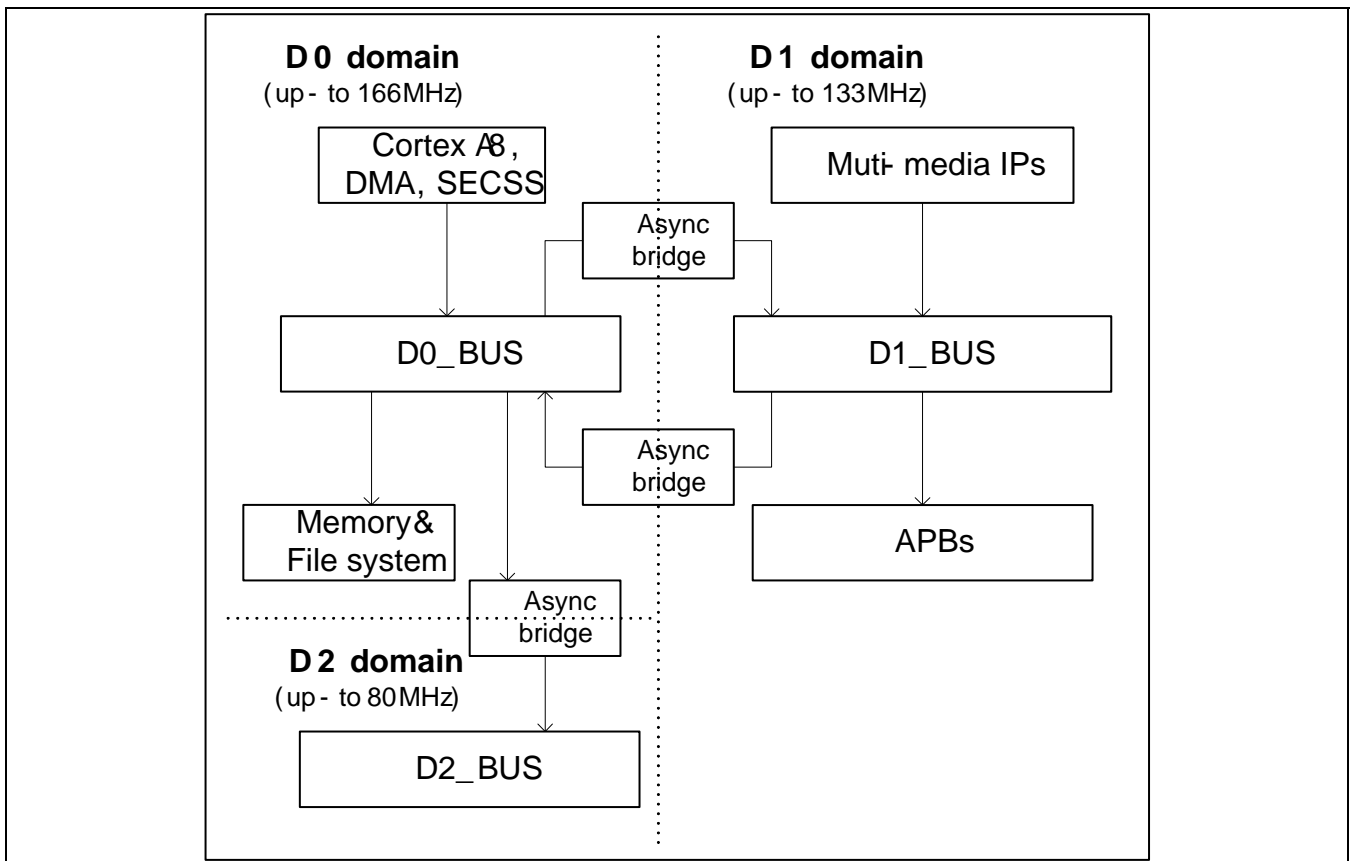 D0 domain
(up- to 166MHz)
D1 domain
(up- to 133MHz)
Cortex A8,
DMA, SECSS
Muti- media IPs
Async
bridge
D0_BUS
D1_BUS
Async
bridge
Memory&
File system
APBs
Async
bridge
D2 domain
(up- to 80MHz)
D2_BUS